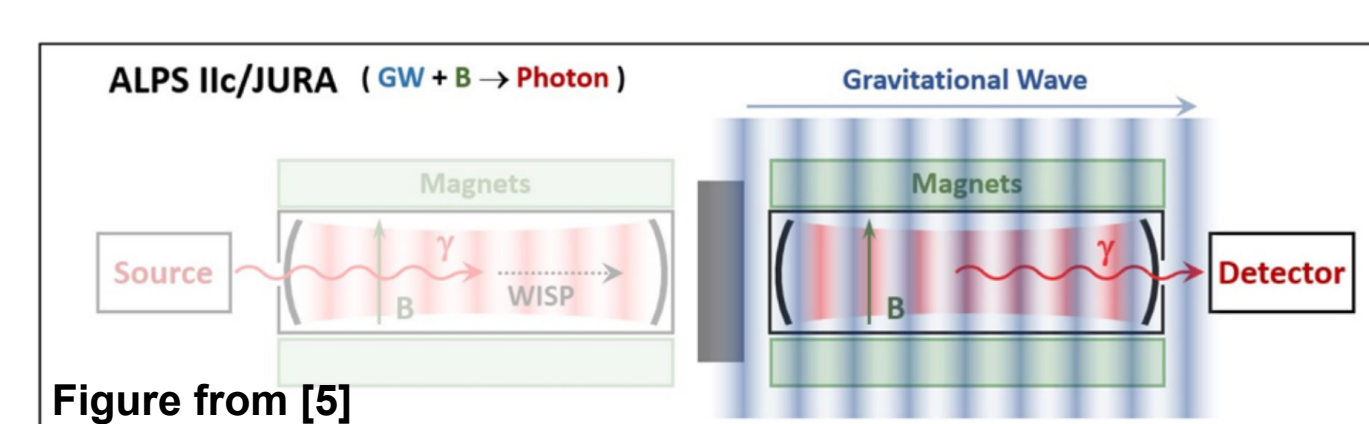 ALPS IIc/JURA ( GW + B → Photon )
Gravitational Wave
Magnets
Magnets
Source
γ
WISP
B
γ
B
Detector
Figure from [5]